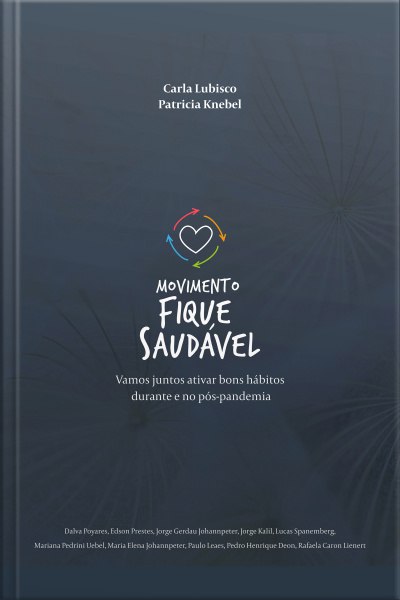 Carla Lubisco
Patricia Knebel
MOVIMENTO
FIQUE
SAUDÁVEL
Vamos juntos ativar bons hábitos
durante e no pós-pandemia
Dalva Poyares, Edson Prestes, Jorge Gerdau Johannpeter, Jorge Kalil, Lucas Spanemberg,
Mariana Pedrini Uebel, Maria Elena Johannpeter, Paulo Leaes, Pedro Henrique Deon, Rafaela Caron Lienert